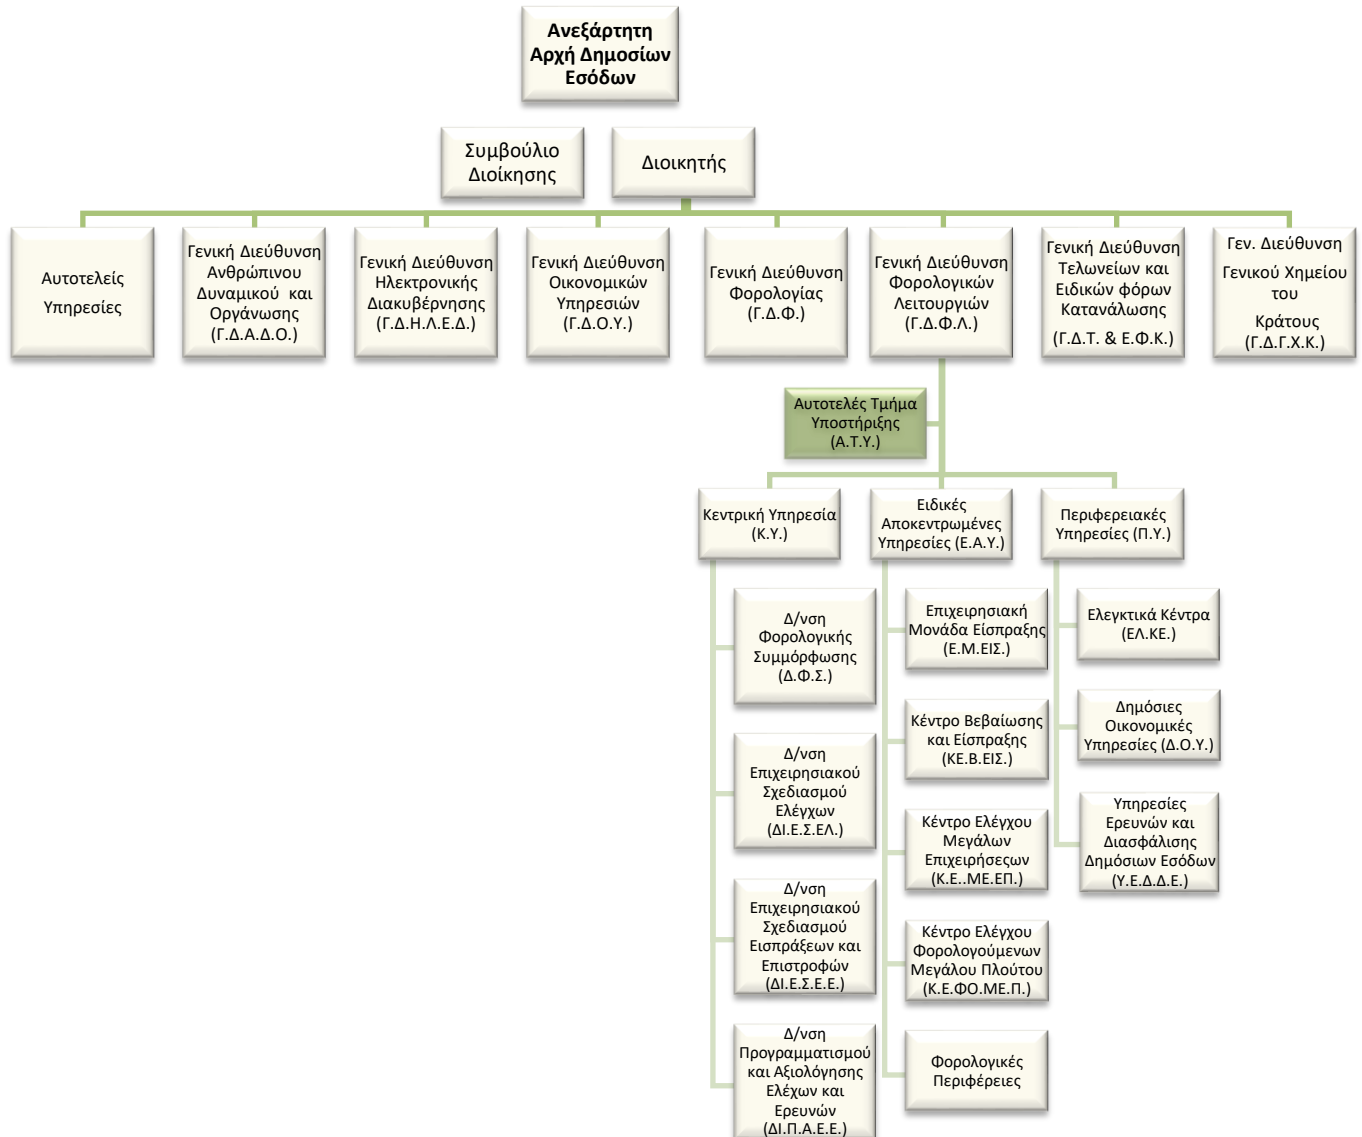 Ανεξάρτητη
Αρχή Δημοσίων
Εσόδων
Συμβούλιο
Διοίκησης
Διοικητής
Αυτοτελείς
Υπηρεσίες
Γενική Διεύθυνση
Ανθρώπινου
Δυναμικού και
Οργάνωσης
(Γ.Δ.Α.Δ.Ο.)
Γενική Διεύθυνση
Ηλεκτρονικής
Διακυβέρνησης
(Γ.Δ.Η.Λ.Ε.Δ.)
Γενική Διεύθυνση
Οικονομικών
Υπηρεσιών
(Γ.Δ.Ο.Υ.)
Γενική Διεύθυνση
Φορολογίας
(Γ.Δ.Φ.)
Γενική Διεύθυνση
Φορολογικών
Λειτουργιών
(Γ.Δ.Φ.Λ.)
Γενική Διεύθυνση
Τελωνείων και
Ειδικών φόρων
Κατανάλωσης
(Γ.Δ.Τ. & Ε.Φ.Κ.)
Γεν. Διεύθυνση
Γενικού Χημείου
του
Κράτους
(Γ.Δ.Γ.Χ.Κ.)
Αυτοτελές Τμήμα
Υποστήριξης
(Α.Τ.Υ.)
Κεντρική Υπηρεσία
(Κ.Υ.)
Ειδικές
Αποκεντρωμένες
Υπηρεσίες (Ε.Α.Υ.)
Περιφερειακές
Υπηρεσίες (Π.Υ.)
Δ/νση
Φορολογικής
Συμμόρφωσης
(Δ.Φ.Σ.)
Δ/νση
Επιχειρησιακού
Σχεδιασμού
Ελέγχων
(ΔΙ.Ε.Σ.ΕΛ.)
Δ/νση
Επιχειρησιακού
Σχεδιασμού
Εισπράξεων και
Επιστροφών
(ΔΙ.Ε.Σ.Ε.Ε.)
Δ/νση
Προγραμματισμού
και Αξιολόγησης
Ελέχων και
Ερευνών
(ΔΙ.Π.Α.Ε.Ε.)
Επιχειρησιακή
Μονάδα Είσπραξης
(Ε.Μ.ΕΙΣ.)
Κέντρο Βεβαίωσης
και Είσπραξης
(ΚΕ.Β.ΕΙΣ.)
Κέντρο Ελέγχου
Μεγάλων
Επιχειρήσεςων
(Κ.Ε..ΜΕ.ΕΠ.)
Κέντρο Ελέγχου
Φορολογούμενων
Μεγάλου Πλούτου
(Κ.Ε.ΦΟ.ΜΕ.Π.)
Φορολογικές
Περιφέρειες
Ελεγκτικά Κέντρα
(ΕΛ.ΚΕ.)
Δημόσιες
Οικονομικές
Υπηρεσίες (Δ.Ο.Υ.)
Υπηρεσίες
Ερευνών και
Διασφάλισης
Δημόσιων Εσόδων
(Υ.Ε.Δ.Δ.Ε.)